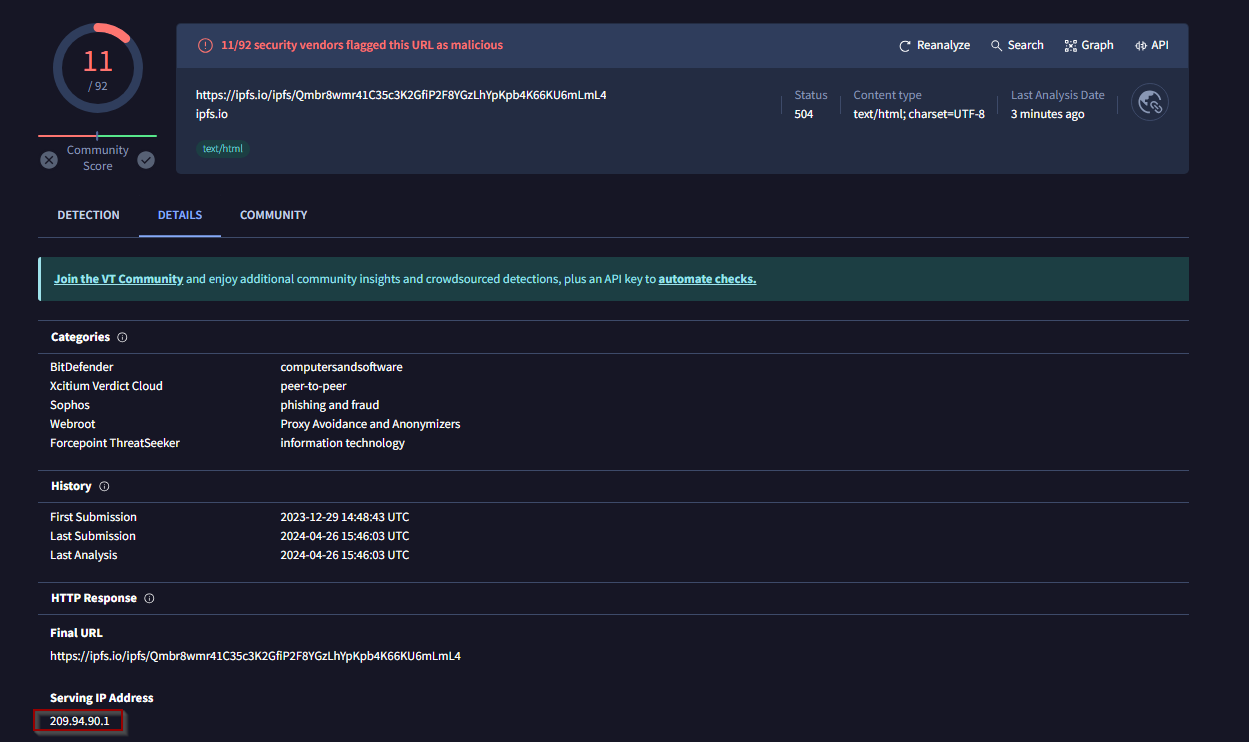 11
/ 92
Community
Score
11/92 security vendors flagged this URL as malicious
Reanalyze
Search
Graph
API
https://ipfs.io/ipfs/Qmbr8wmr41C35c3K2GfiP2F8YGzLhYpKpb4K66KU6mLmL4
ipfs.io
text/html
Status
504
Content type
text/html; charset=UTF-8
Last Analysis Date
3 minutes ago
DETECTION
DETAILS
COMMUNITY
Join the VT Community and enjoy additional community insights and crowdsourced detections, plus an API key to automate checks.
Categories
BitDefender computersandsoftware
Xcitium Verdict Cloud peer-to-peer
Sophos phishing and fraud
Webroot Proxy Avoidance and Anonymizers
Forcepoint ThreatSeeker information technology
History
First Submission 2023-12-29 14:48:43 UTC
Last Submission 2024-04-26 15:46:03 UTC
Last Analysis 2024-04-26 15:46:03 UTC
HTTP Response
Final URL
https://ipfs.io/ipfs/Qmbr8wmr41C35c3K2GfiP2F8YGzLhYpKpb4K66KU6mLmL4
Serving IP Address
209.94.90.1